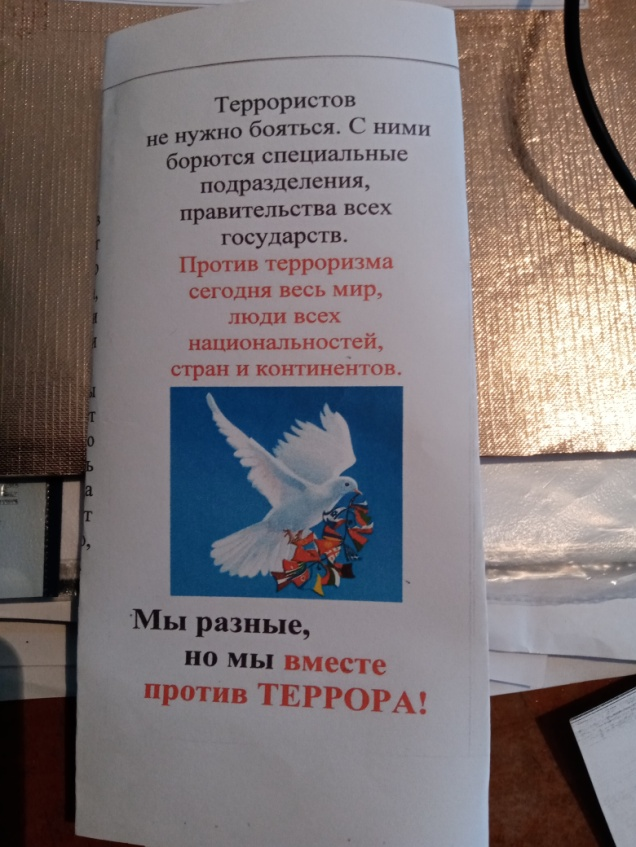 Террористов
не нужно бояться. С ними
борются специальные
подразделения,
правительства всех
государств.
Против терроризма
сегодня весь мир,
люди всех
национальностей,
стран и континентов.
Мы разные,
но мы вместе
против ТЕРРОРА!